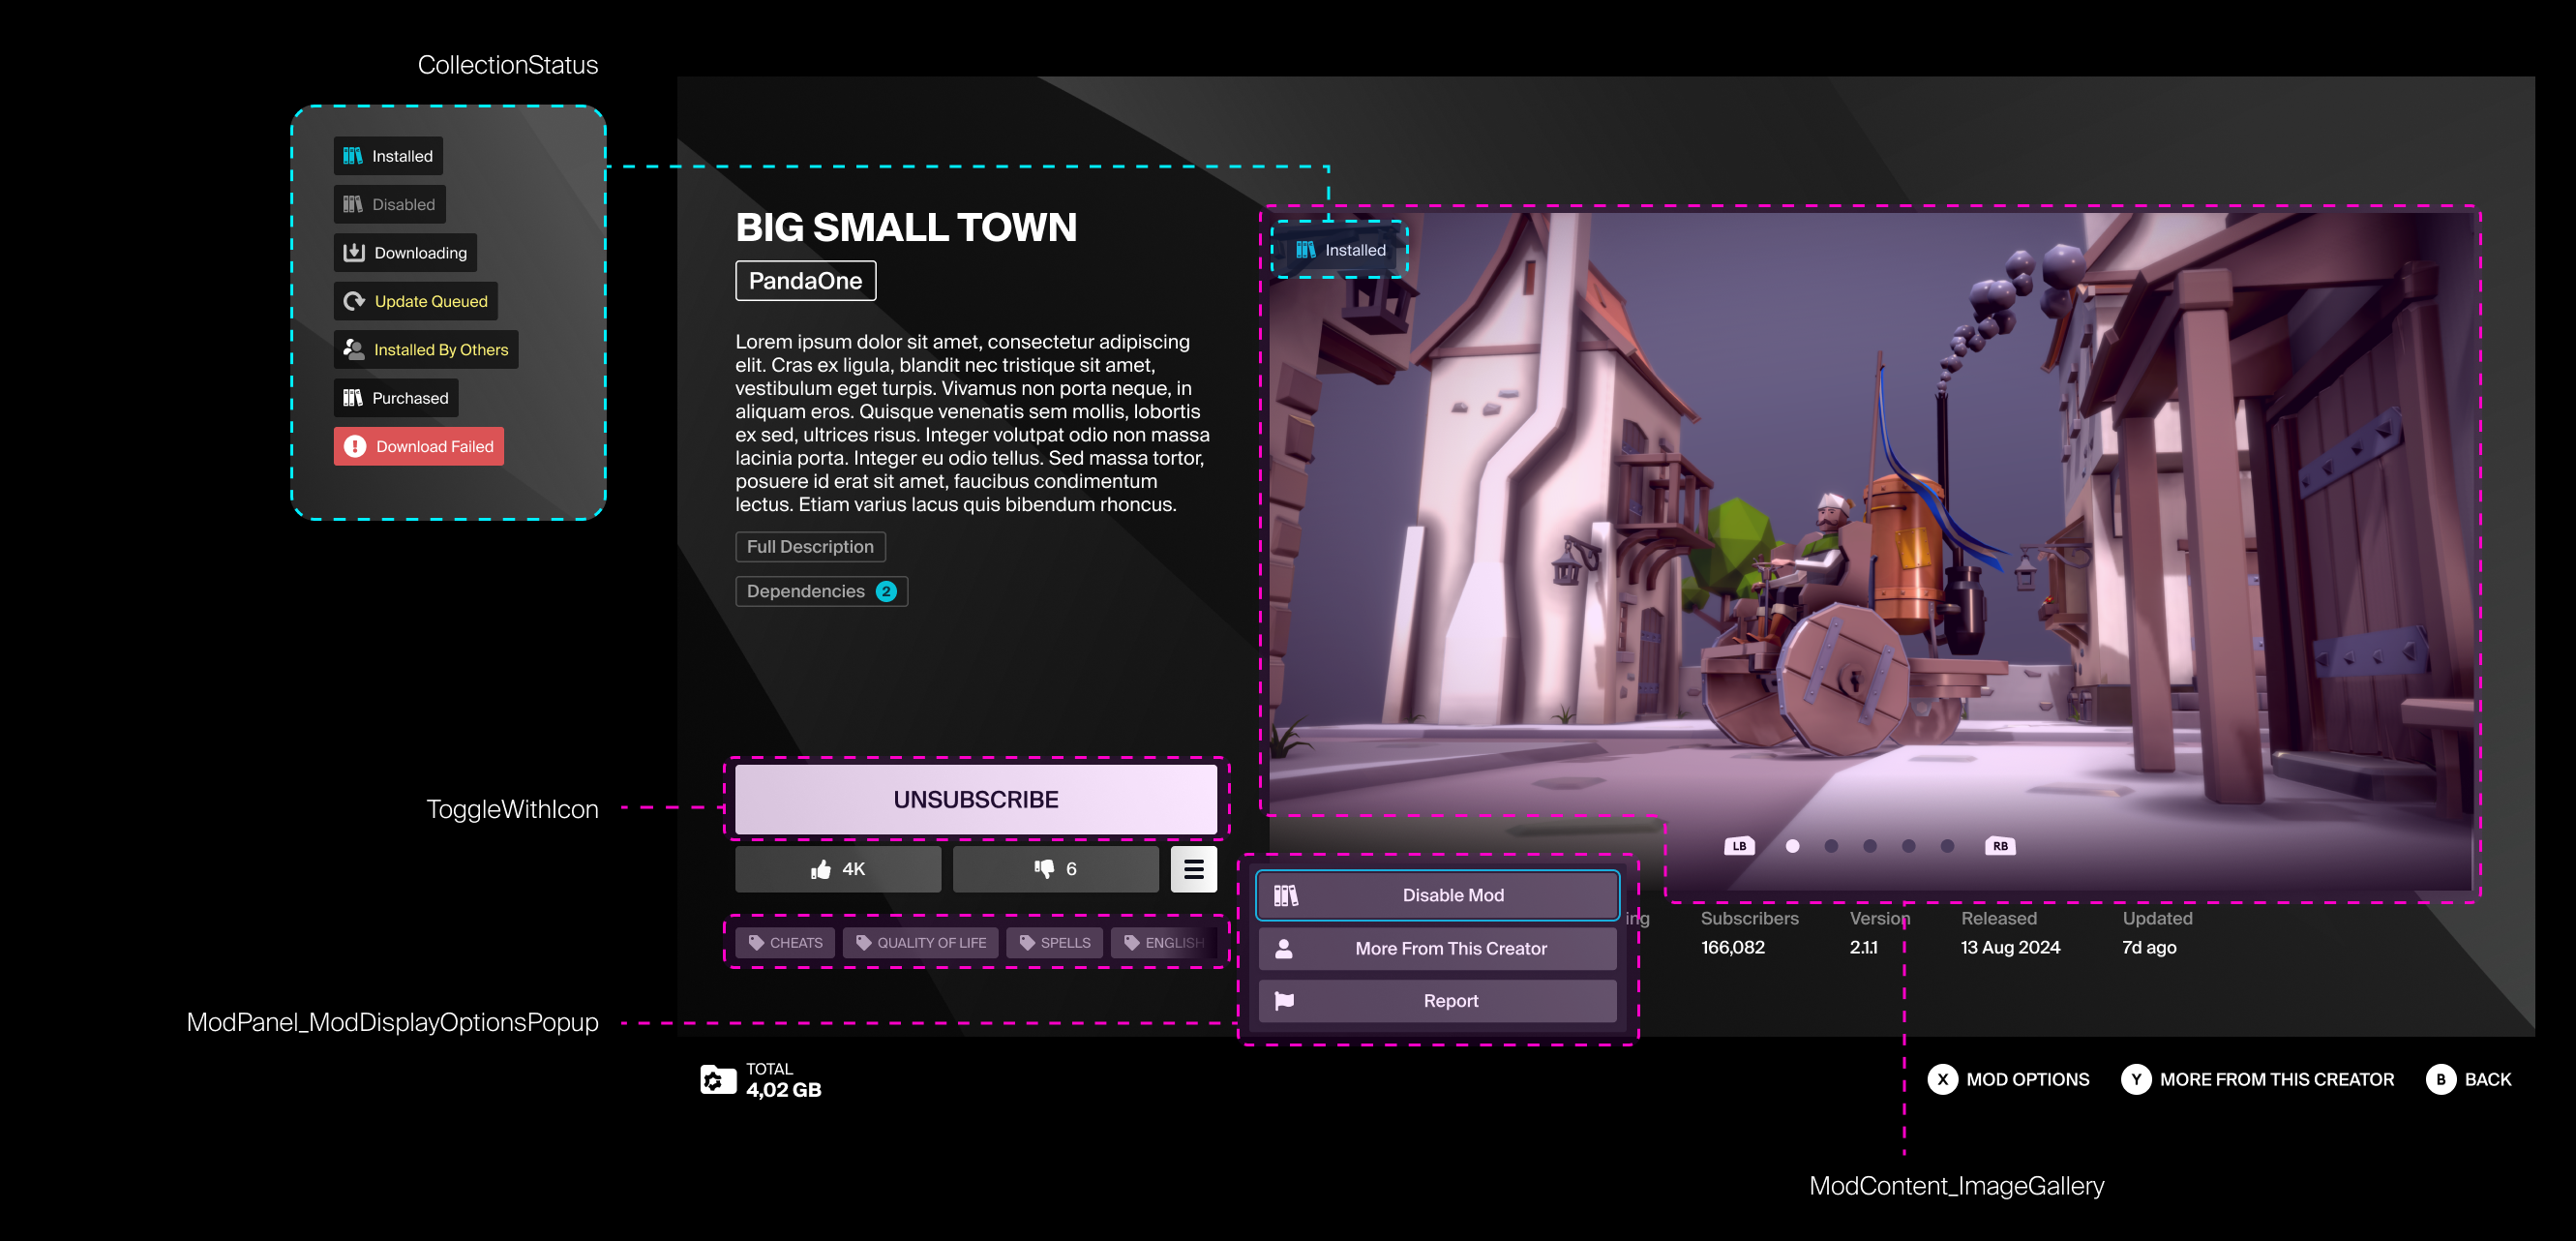 CollectionStatus
Installed
Disabled
Downloading
Update Queued
Installed By Others
Purchased
Download Failed
BIG SMALL TOWN
PandaOne
Installed
Lorem ipsum dolor sit amet, consectetur adipiscing
elit. Cras ex ligula, blandit nec tristique sit amet,
vestibulum eget turpis. Vivamus non porta neque, in
aliquam eros. Quisque venenatis sem mollis, lobortis
ex sed, ultrices risus. Integer volutpat odio non massa
lacinia porta. Integer eu odio tellus. Sed massa tortor,
posuere id erat sit amet, faucibus condimentum
lectus. Etiam varius lacus quis bibendum rhoncus.
Full Description
Dependencies 2
ToggleWithIcon
UNSUBSCRIBE
4K 6
LB RB
CHEATS QUALITY OF LIFE SPELLS ENGLISH
ModPanel_ModDisplayOptionsPopup
Disable Mod
More From This Creator
Report
ing Subscribers Version Released Updated
166,082 2.1.1 13 Aug 2024 7d ago
TOTAL
4,02 GB
X MOD OPTIONS Y MORE FROM THIS CREATOR B BACK
ModContent_ImageGallery